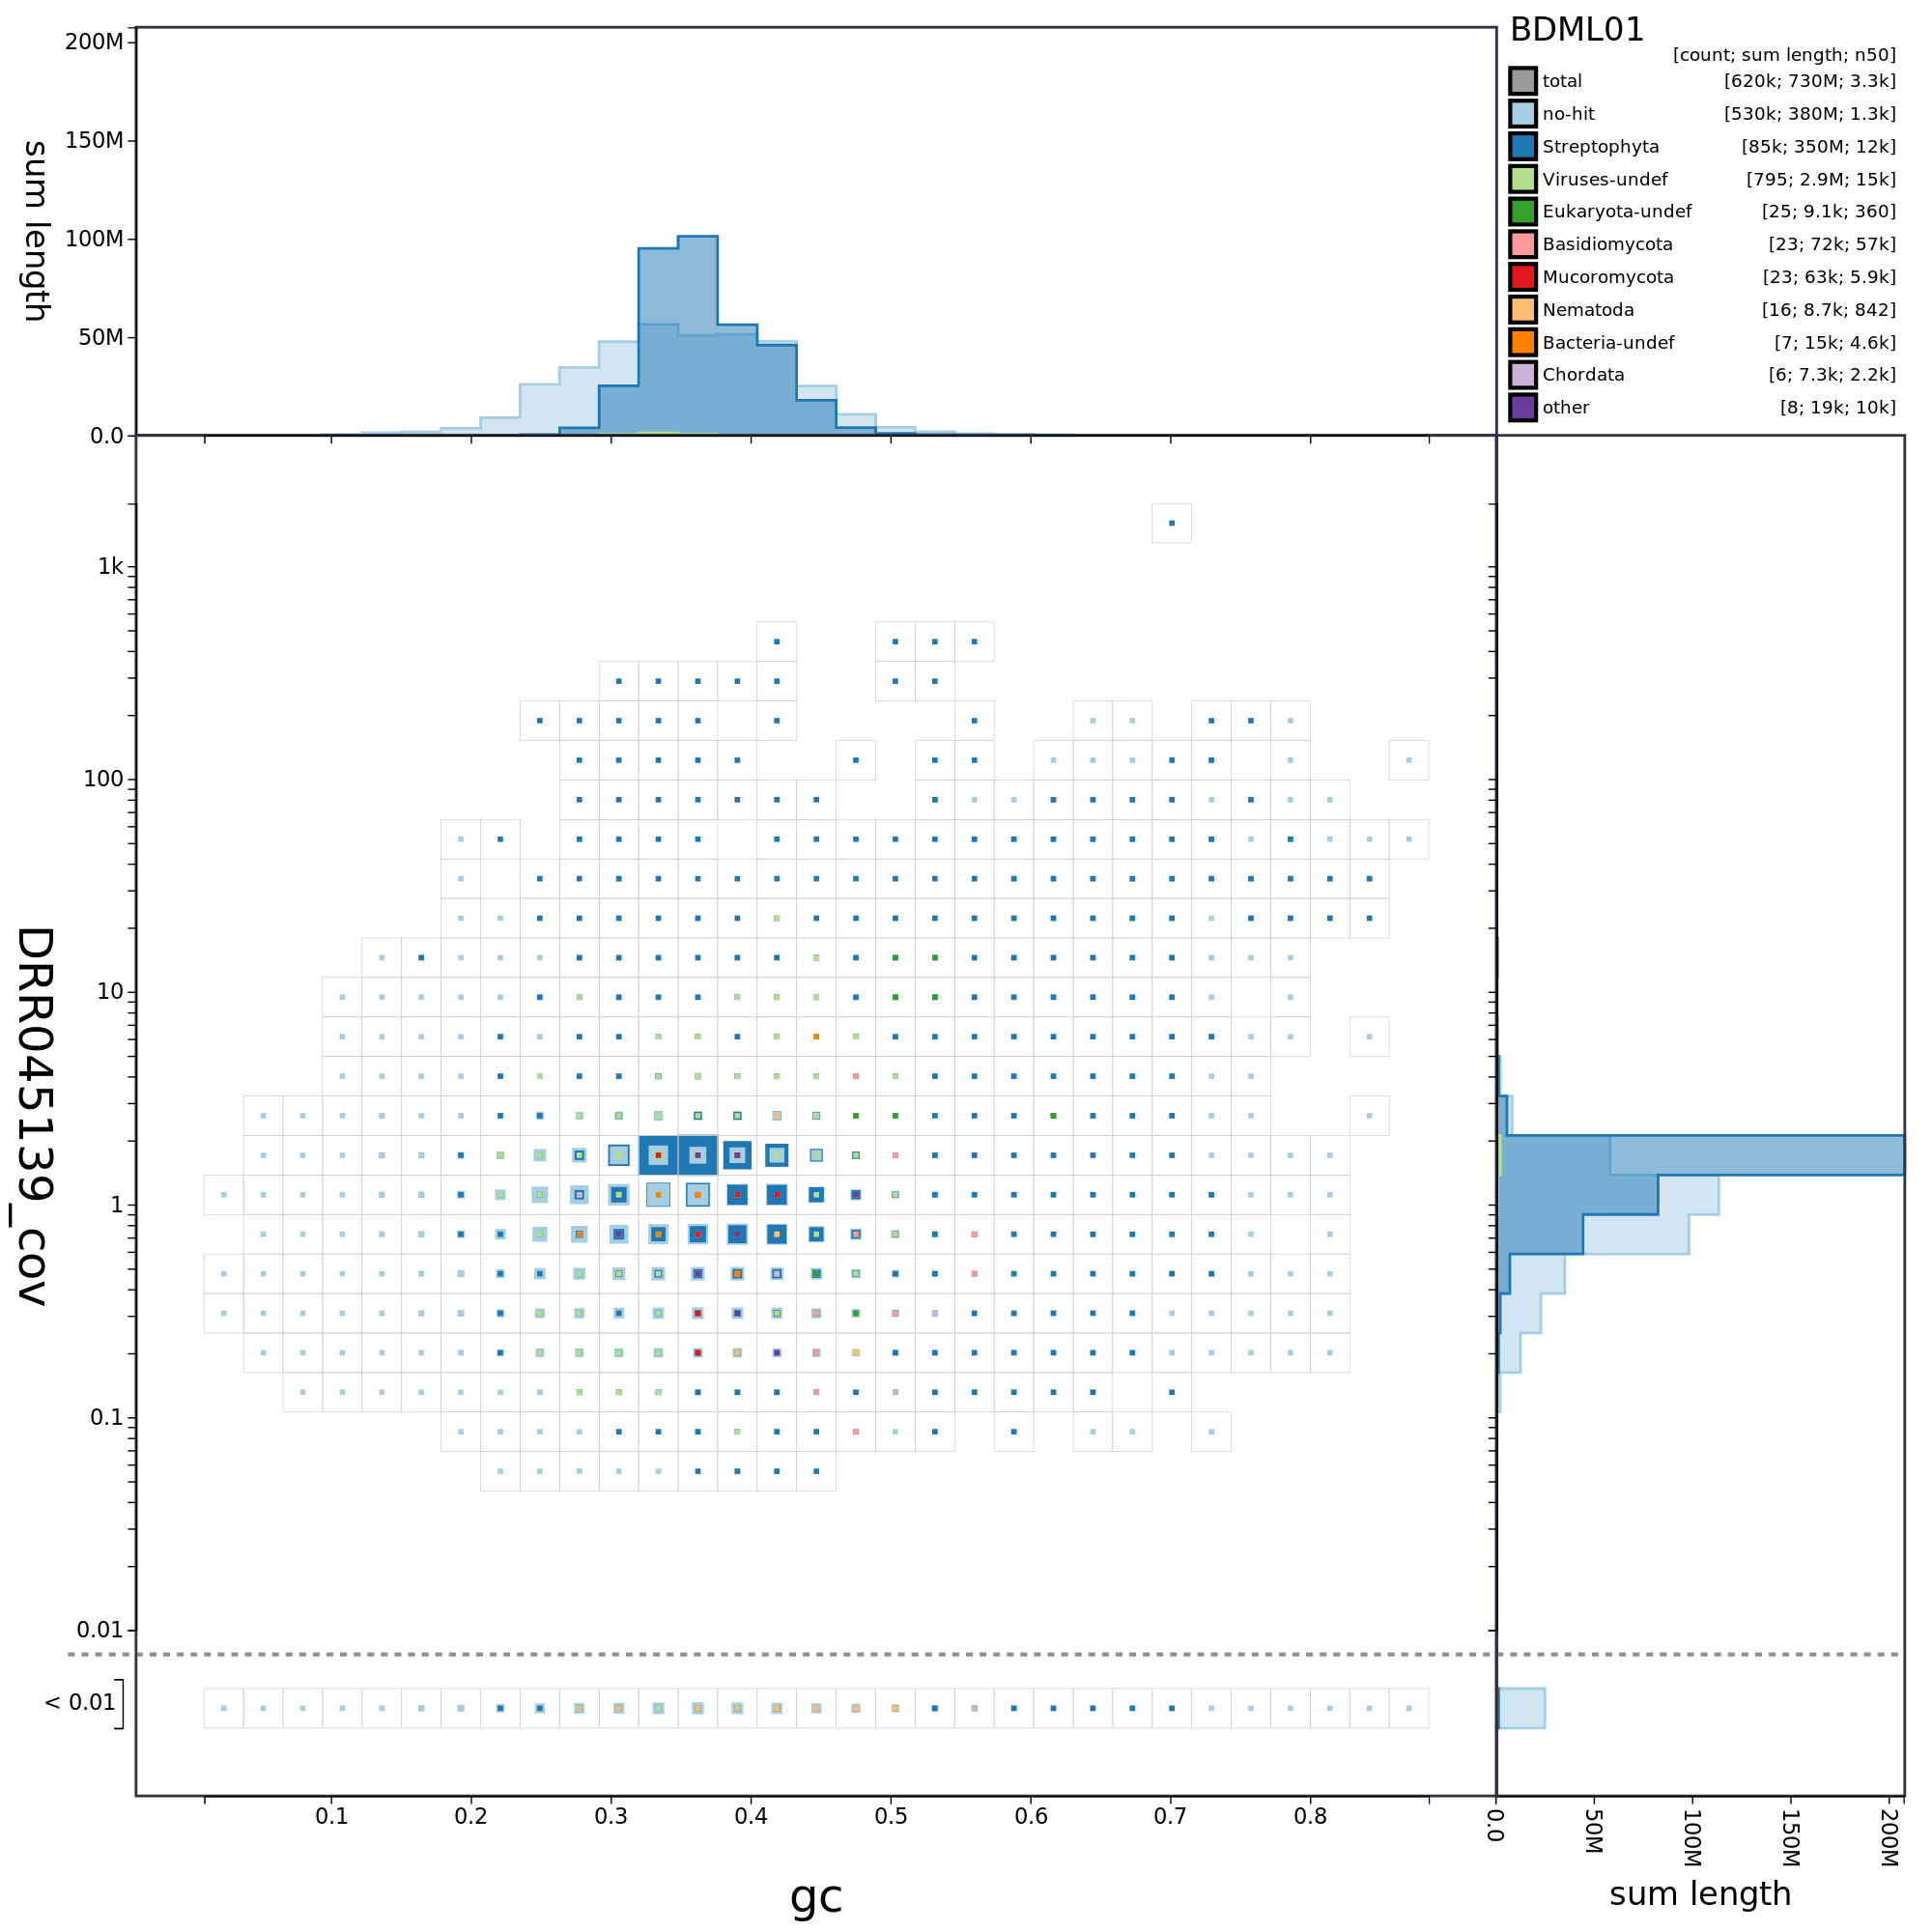 BDML01
[count; sum length; n50]
total [620k; 730M; 3.3k]
no-hit [530k; 380M; 1.3k]
Streptophyta [85k; 350M; 12k]
Viruses-undef [795; 2.9M; 15k]
Eukaryota-undef [25; 9.1k; 360]
Basidiomycota [23; 72k; 57k]
Mucoromycota [23; 63k; 5.9k]
Nematoda [16; 8.7k; 842]
Bacteria-undef [7; 15k; 4.6k]
Chordata [6; 7.3k; 2.2k]
other [8; 19k; 10k]
sum length
200M
150M
100M
50M
0.0
DRR045139_cov
1k
100
10
1
0.1
0.01
< 0.01
0.1 0.2 0.3 0.4 0.5 0.6 0.7 0.8
gc
0.0 50M 100M 150M 200M
sum length